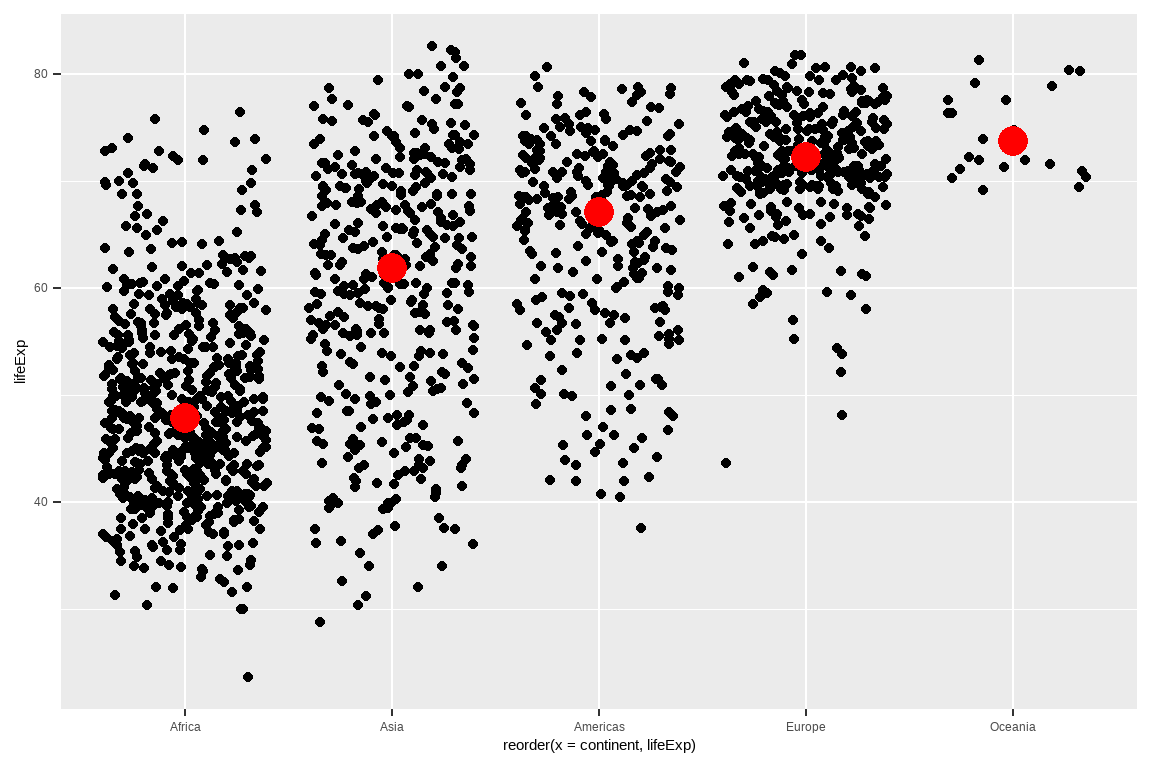 80
60
40
lifeExp
Africa
Asia
Americas
Europe
Oceania
reorder(x = continent, lifeExp)